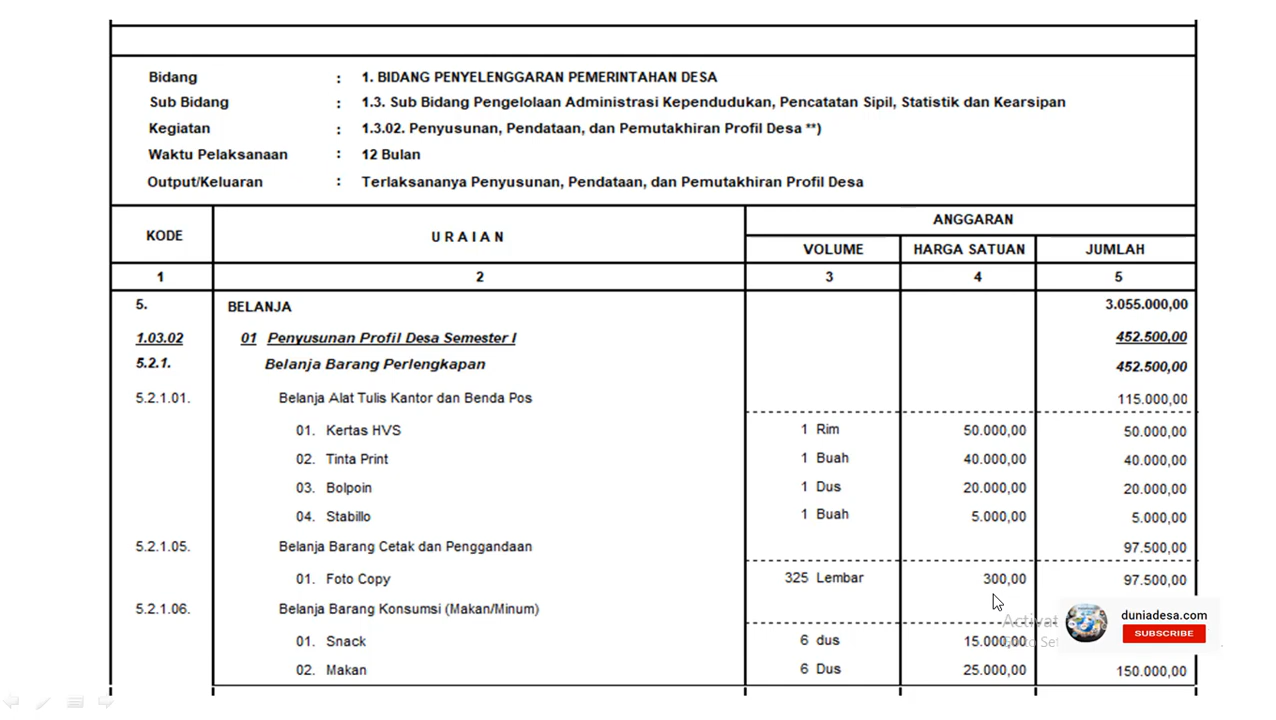 Bidang : 1. BIDANG PENYELENGGARAN PEMERINTAHAN DESA
Sub Bidang : 1.3. Sub Bidang Pengelolaan Administrasi Kependudukan, Pencatatan Sipil, Statistik dan Kearsipan
Kegiatan : 1.3.02. Penyusunan, Pendataan, dan Pemutakhiran Profil Desa **)
Waktu Pelaksanaan : 12 Bulan
Output/Keluaran : Terlaksananya Penyusunan, Pendataan, dan Pemutakhiran Profil Desa
ANGGARAN
KODE URAIAN VOLUME HARGA SATUAN JUMLAH
1 2 3 4 5
5. BELANJA 3.055.000,00
1.03.02 01 Penyusunan Profil Desa Semester I 452.500,00
5.2.1. Belanja Barang Perlengkapan 452.500,00
5.2.1.01. Belanja Alat Tulis Kantor dan Benda Pos 115.000,00
01. Kertas HVS 1 Rim 50.000,00 50.000,00
02. Tinta Print 1 Buah 40.000,00 40.000,00
03. Bolpoin 1 Dus 20.000,00 20.000,00
04. Stabillo 1 Buah 5.000,00 5.000,00
5.2.1.05. Belanja Barang Cetak dan Penggandaan 97.500,00
01. Foto Copy 325 Lembar 300,00 97.500,00
5.2.1.06. Belanja Barang Konsumsi (Makan/Minum)
01. Snack 6 dus 15.000,00
02. Makan 6 Dus 25.000,00 150.000,00
duniadesa.com
SUBSCRIBE